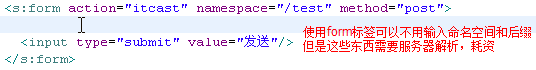 <s:form action="itcast" namespace="/test" method="post">
使用form标签可以不用输入命名空间和后缀
<input type="submit" value="发送"/>
但是这些东西需要服务器解析，耗资
</s:form>